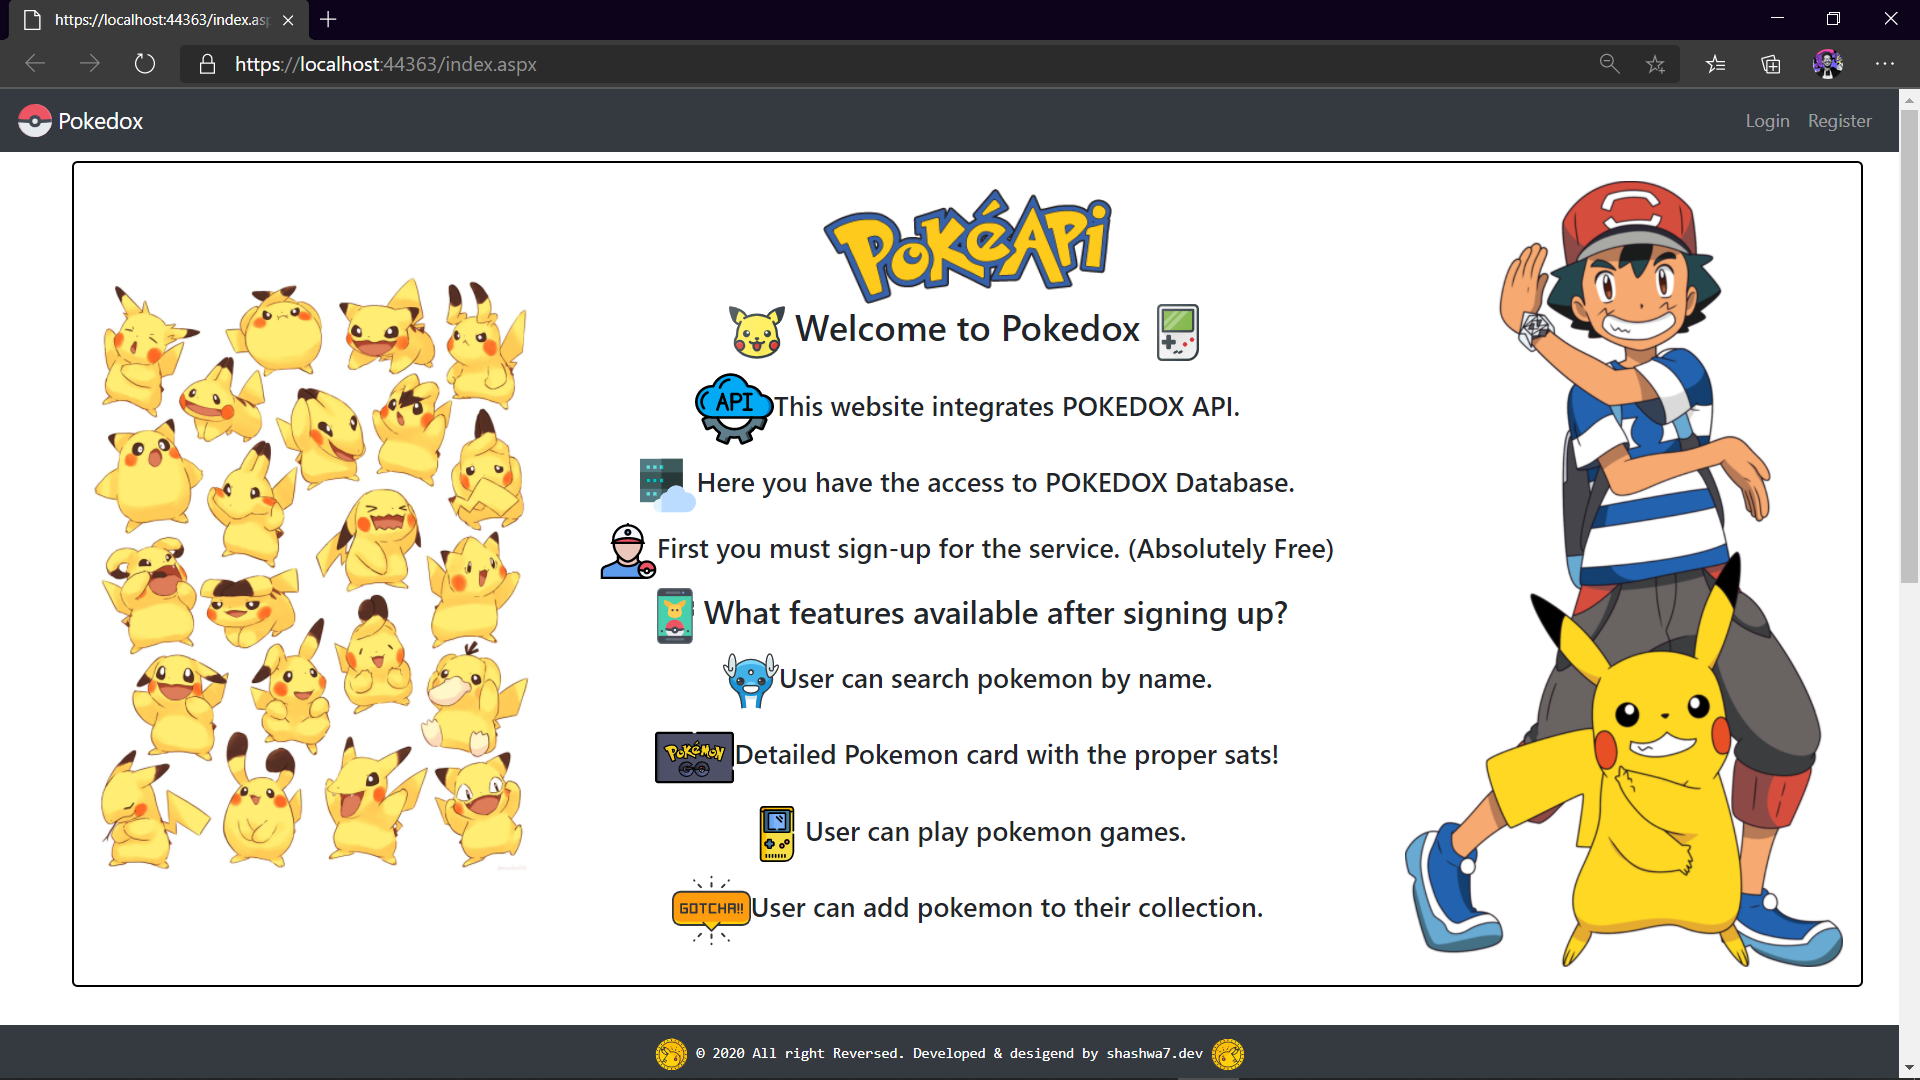 https://localhost:44363/index.asp
https://localhost:44363/index.aspx
Pokedox
Login
Register
PokéApi
Welcome to Pokedox
API
This website integrates POKEDOX API.
Here you have the access to POKEDOX Database.
First you must sign-up for the service. (Absolutely Free)
What features available after signing up?
User can search pokemon by name.
POKéMON GO
Detailed Pokemon card with the proper sats!
User can play pokemon games.
GOTCHA!!
User can add pokemon to their collection.
© 2020 All right Reversed. Developed & desigend by shashwa7.dev